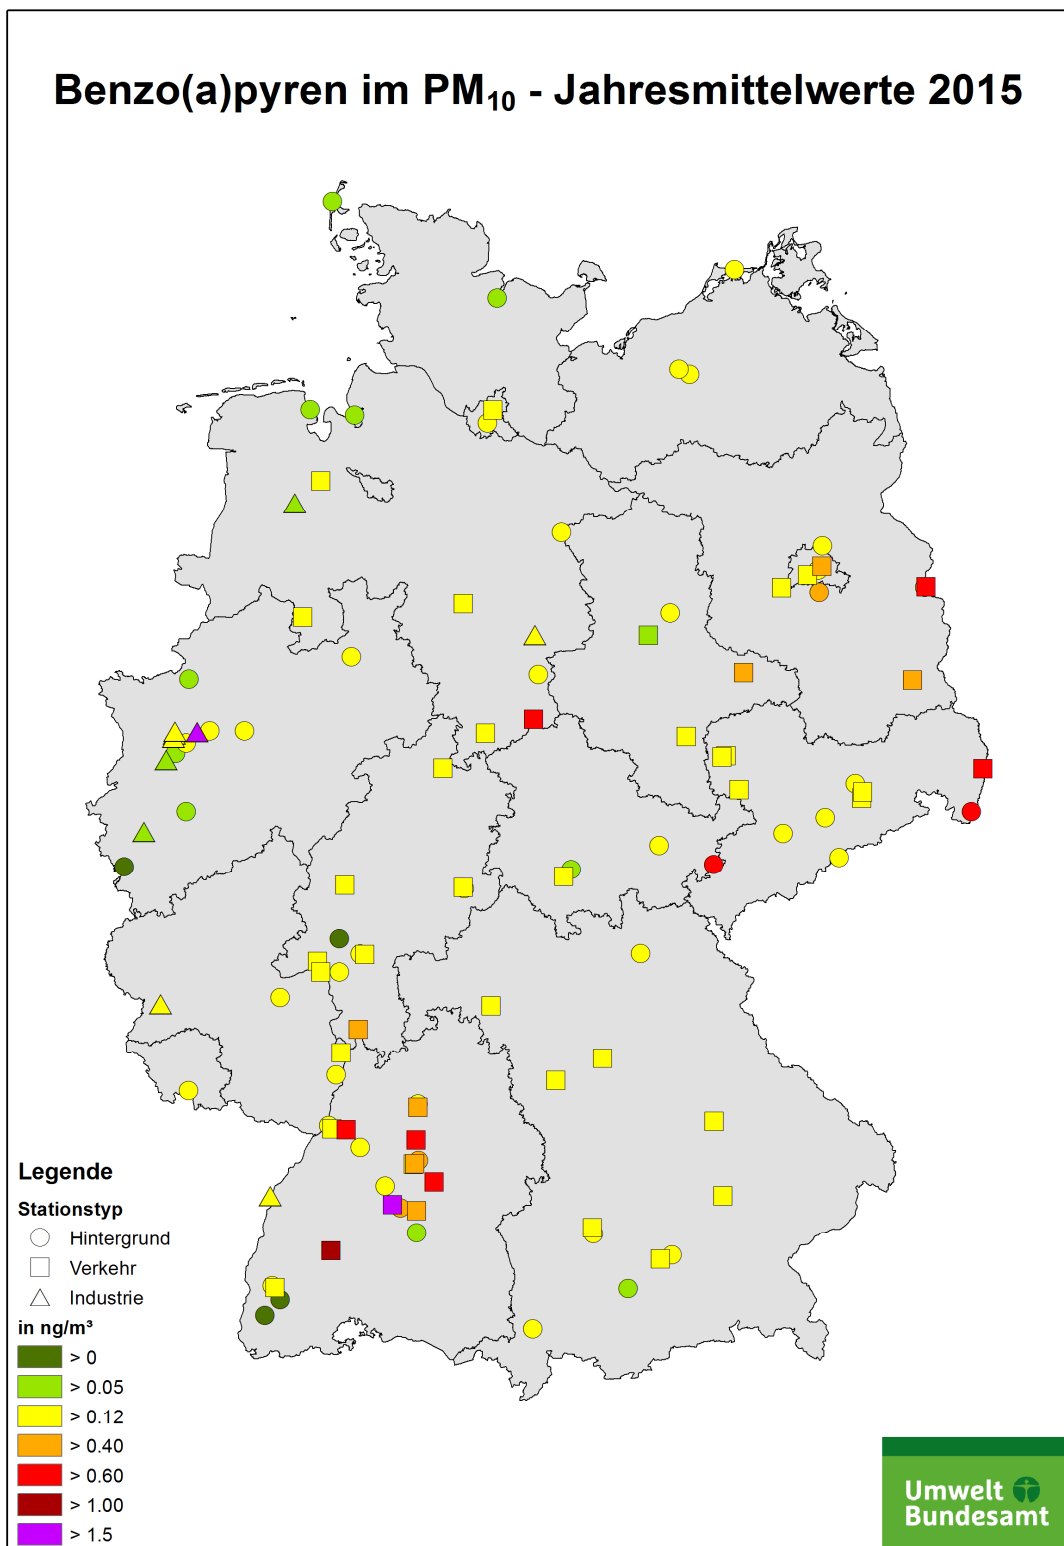 Benzo(a)pyren im PM₁₀ - Jahresmittelwerte 2015
Legende
Stationstyp
Hintergrund
Verkehr
Industrie
in ng/m³
> 0
> 0.05
> 0.12
> 0.40
> 0.60
> 1.00
> 1.5
Umwelt
Bundesamt